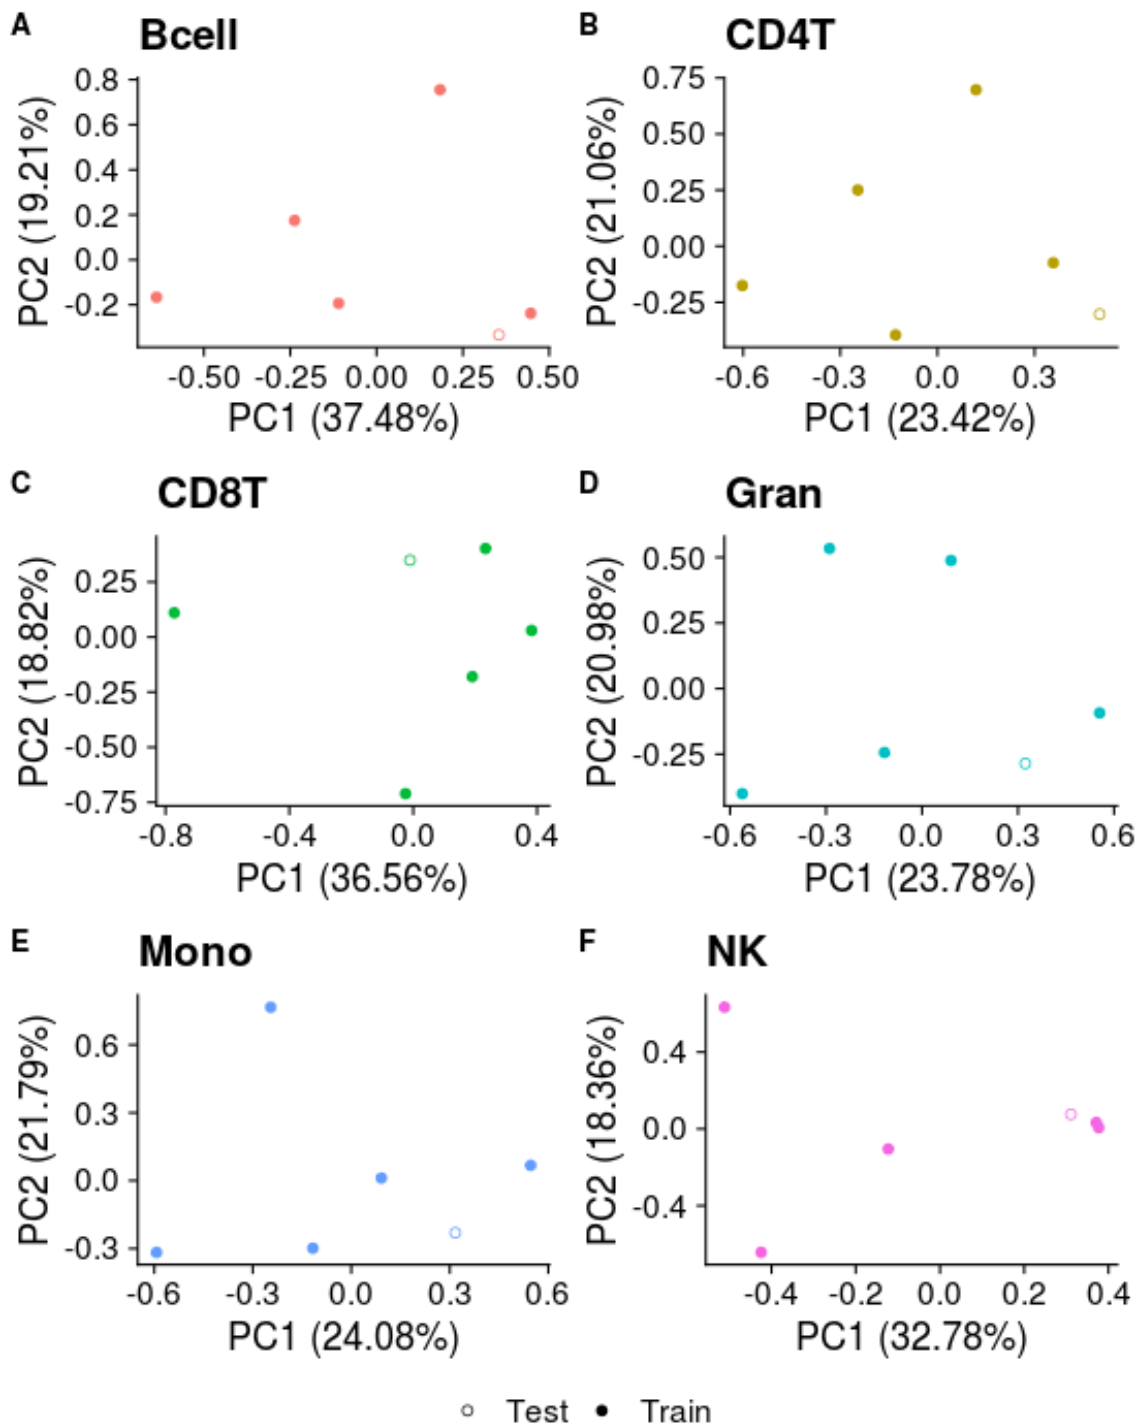 A Bcell
0.8
0.6
0.4
0.2
0.0
-0.2
PC2 (19.21%)
-0.50 -0.25 0.00 0.25 0.50
PC1 (37.48%)
B CD4T
0.75
0.50
0.25
0.00
-0.25
PC2 (21.06%)
-0.6 -0.3 0.0 0.3
PC1 (23.42%)
C CD8T
0.25
0.00
-0.25
-0.50
-0.75
PC2 (18.82%)
-0.8 -0.4 0.0 0.4
PC1 (36.56%)
D Gran
0.50
0.25
0.00
-0.25
PC2 (20.98%)
-0.6 -0.3 0.0 0.3 0.6
PC1 (23.78%)
E Mono
0.6
0.3
0.0
-0.3
PC2 (21.79%)
-0.6 -0.3 0.0 0.3 0.6
PC1 (24.08%)
F NK
0.4
0.0
-0.4
PC2 (18.36%)
-0.4 -0.2 0.0 0.2 0.4
PC1 (32.78%)
Test Train